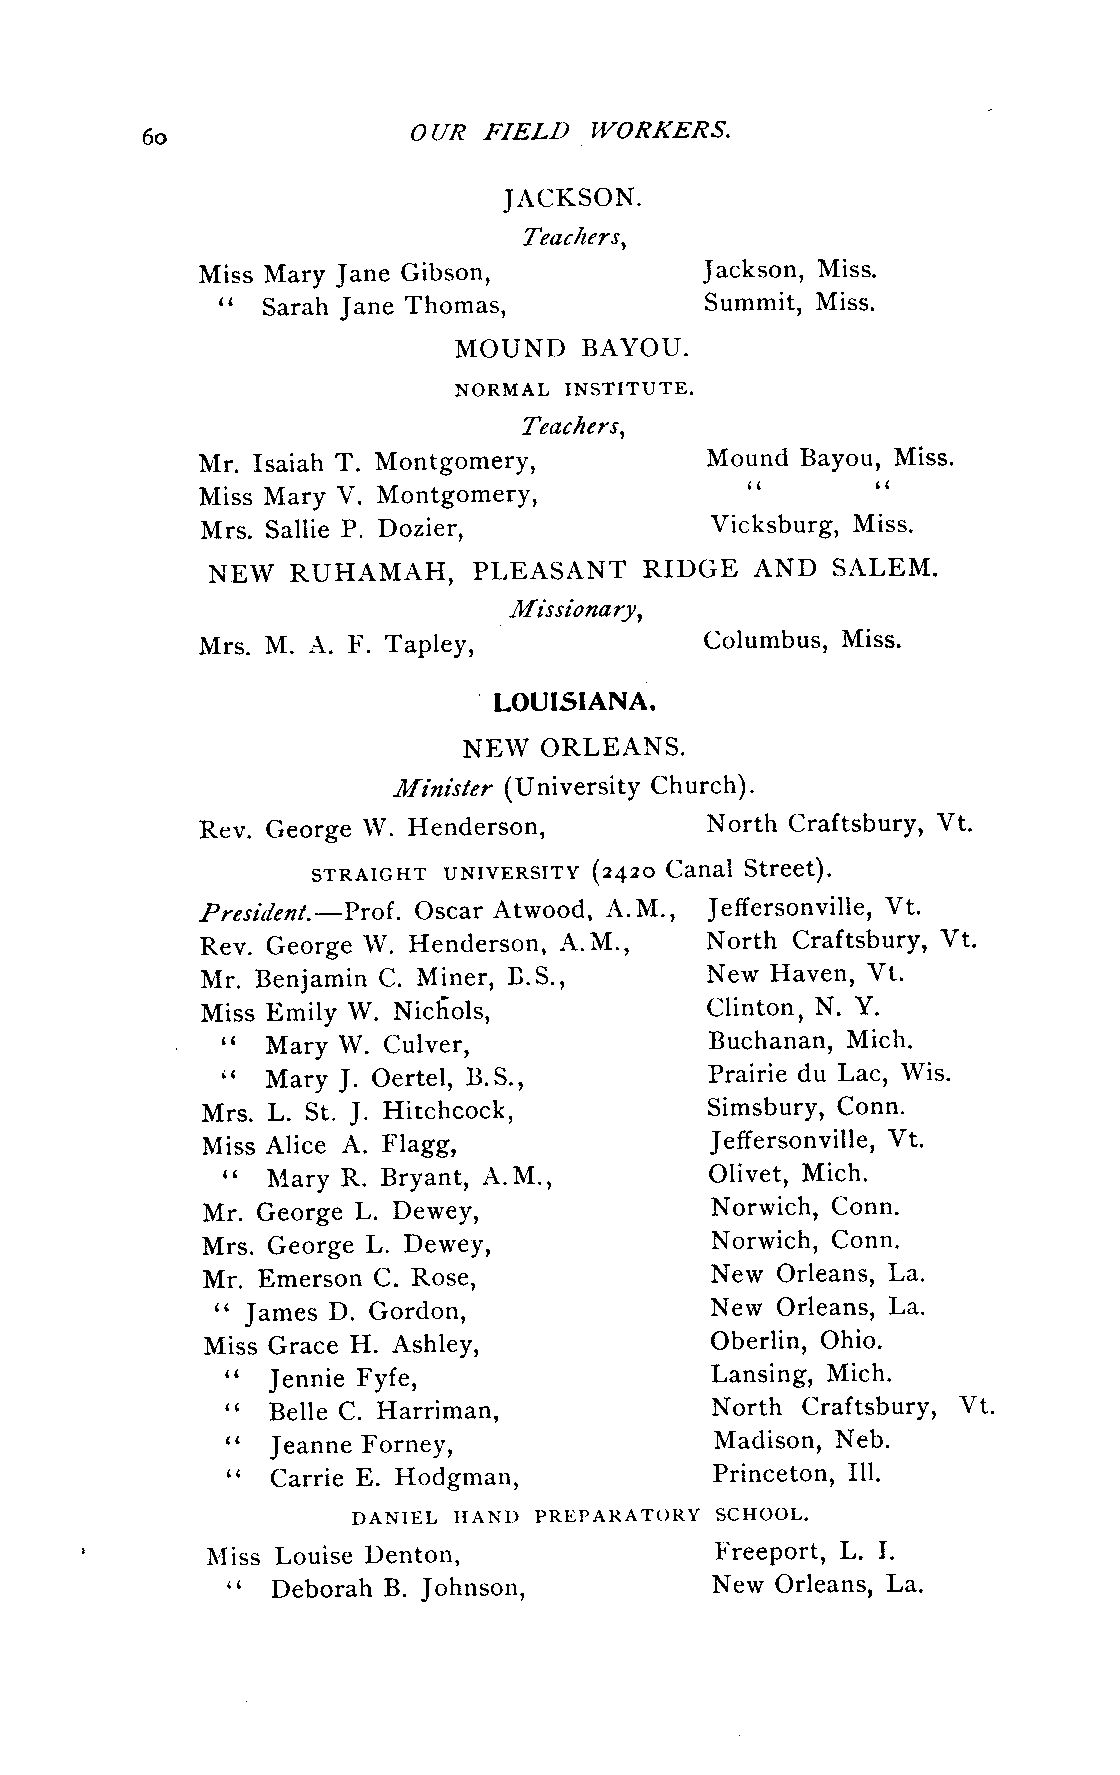 60 OUR FIELD WORKERS.
JACKSON.
Teachers,
Miss Mary Jane Gibson, Jackson, Miss.
“ Sarah Jane Thomas, Summit, Miss.
MOUND BAYOU.
NORMAL INSTITUTE.
Teachers,
Mr. Isaiah T. Montgomery, Mound Bayou, Miss.
Miss Mary V. Montgomery, “ “
Mrs. Sallie P. Dozier, Vicksburg, Miss.
NEW RUHAMAH, PLEASANT RIDGE AND SALEM.
Missionary,
Mrs. M. A. F. Tapley, Columbus, Miss.
LOUISIANA.
NEW ORLEANS.
Minister (University Church).
Rev. George W. Henderson, North Craftsbury, Vt.
STRAIGHT UNIVERSITY (2420 Canal Street).
President.—Prof. Oscar Atwood, A.M., Jeffersonville, Vt.
Rev. George W. Henderson, A.M., North Craftsbury, Vt.
Mr. Benjamin C. Miner, B.S., New Haven, Vt.
Miss Emily W. Nichols, Clinton, N. Y.
“ Mary W. Culver, Buchanan, Mich.
“ Mary J. Oertel, B.S., Prairie du Lac, Wis.
Mrs. L. St. J. Hitchcock, Simsbury, Conn.
Miss Alice A. Flagg, Jeffersonville, Vt.
“ Mary R. Bryant, A.M., Olivet, Mich.
Mr. George L. Dewey, Norwich, Conn.
Mrs. George L. Dewey, Norwich, Conn.
Mr. Emerson C. Rose, New Orleans, La.
“ James D. Gordon, New Orleans, La.
Miss Grace H. Ashley, Oberlin, Ohio.
“ Jennie Fyfe, Lansing, Mich.
“ Belle C. Harriman, North Craftsbury, Vt.
“ Jeanne Forney, Madison, Neb.
“ Carrie E. Hodgman, Princeton, Ill.
DANIEL HAND PREPARATORY SCHOOL.
Miss Louise Denton, Freeport, L. I.
“ Deborah B. Johnson, New Orleans, La.